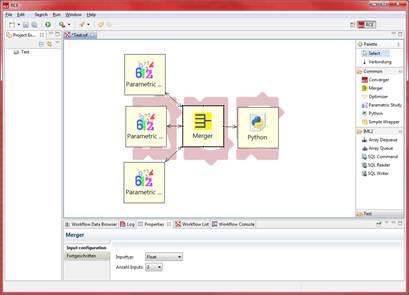 RCE
File Edit Search Run Window Help
RCE
Project Ex...
*Test.wf
Test
Parametric ...
Parametric ...
Merger
Python
Parametric ...
Palette
Select
Verbindung
Common
Converger
Merger
Optimizer
Parametric Study
Python
Simple Wrapper
Array Dequeue
Array Queue
SQL Command
SQL Reader
SQL Writer
Test
Workflow Data Browser Log Properties Workflow List Workflow Console
Merger
Input configuration
Fortgeschritten
Inputtyp: Float
Anzahl Inputs: 3